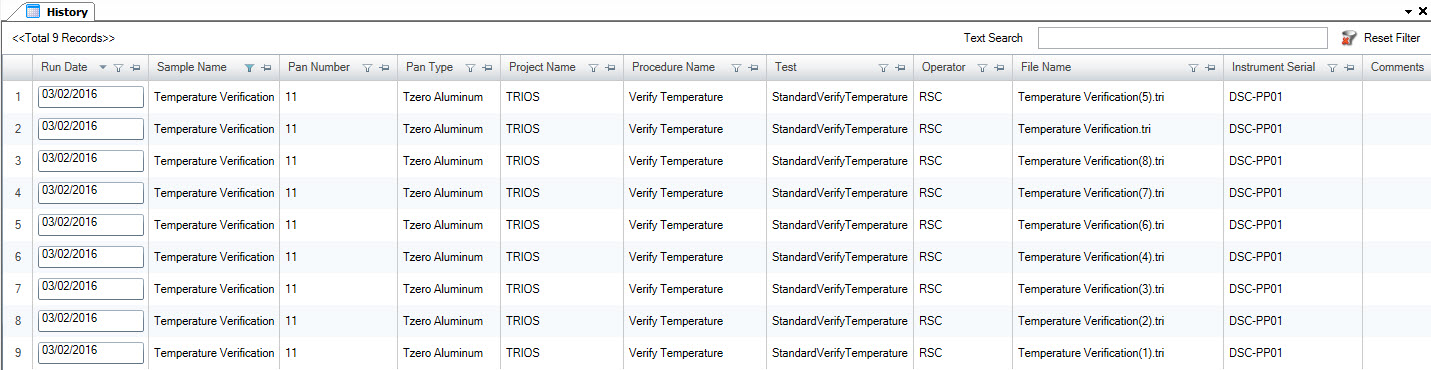 History
<<Total 9 Records>> Text Search Reset Filter
Run Date Sample Name Pan Number Pan Type Project Name Procedure Name Test Operator File Name Instrument Serial Comments
1 03/02/2016 Temperature Verification 11 Tzero Aluminum TRIOS Verify Temperature StandardVerifyTemperature RSC Temperature Verification(5).tri DSC-PP01
2 03/02/2016 Temperature Verification 11 Tzero Aluminum TRIOS Verify Temperature StandardVerifyTemperature RSC Temperature Verification.tri DSC-PP01
3 03/02/2016 Temperature Verification 11 Tzero Aluminum TRIOS Verify Temperature StandardVerifyTemperature RSC Temperature Verification(8).tri DSC-PP01
4 03/02/2016 Temperature Verification 11 Tzero Aluminum TRIOS Verify Temperature StandardVerifyTemperature RSC Temperature Verification(7).tri DSC-PP01
5 03/02/2016 Temperature Verification 11 Tzero Aluminum TRIOS Verify Temperature StandardVerifyTemperature RSC Temperature Verification(6).tri DSC-PP01
6 03/02/2016 Temperature Verification 11 Tzero Aluminum TRIOS Verify Temperature StandardVerifyTemperature RSC Temperature Verification(4).tri DSC-PP01
7 03/02/2016 Temperature Verification 11 Tzero Aluminum TRIOS Verify Temperature StandardVerifyTemperature RSC Temperature Verification(3).tri DSC-PP01
8 03/02/2016 Temperature Verification 11 Tzero Aluminum TRIOS Verify Temperature StandardVerifyTemperature RSC Temperature Verification(2).tri DSC-PP01
9 03/02/2016 Temperature Verification 11 Tzero Aluminum TRIOS Verify Temperature StandardVerifyTemperature RSC Temperature Verification(1).tri DSC-PP01